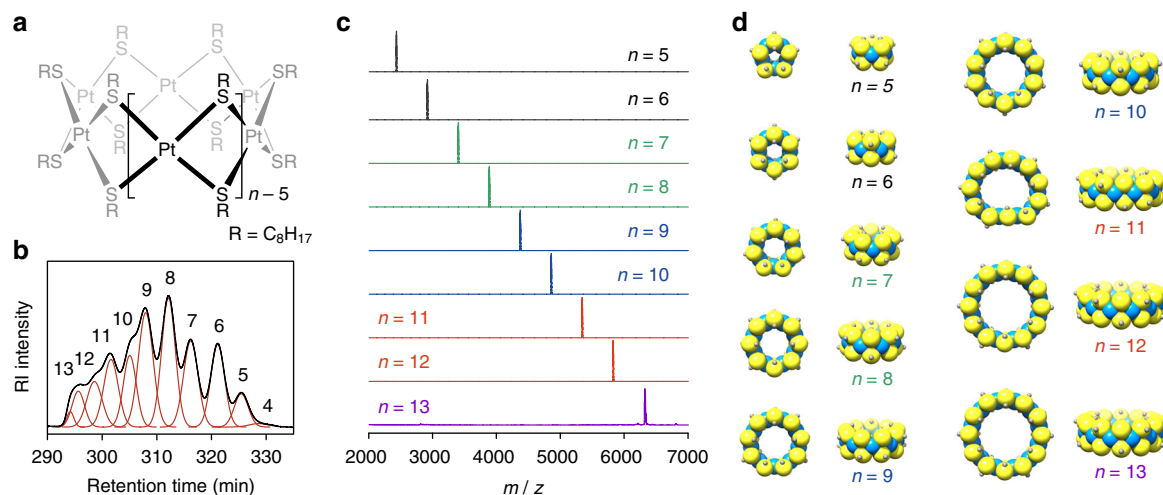 a
R
S
R
S
R
S
RS
SR
R
S
R
S
Pt
Pt
Pt
Pt
Pt
Pt
S
R
S
R
RS
SR
S
R
S
R
n – 5
R = C₈H₁₇
b
RI intensity
13
12
11
10
9
8
7
6
5
4
290 300 310 320 330
Retention time (min)
c
n = 5
n = 6
n = 7
n = 8
n = 9
n = 10
n = 11
n = 12
n = 13
2000 3000 4000 5000 6000 7000
m / z
d
n = 5
n = 6
n = 7
n = 8
n = 9
n = 10
n = 11
n = 12
n = 13